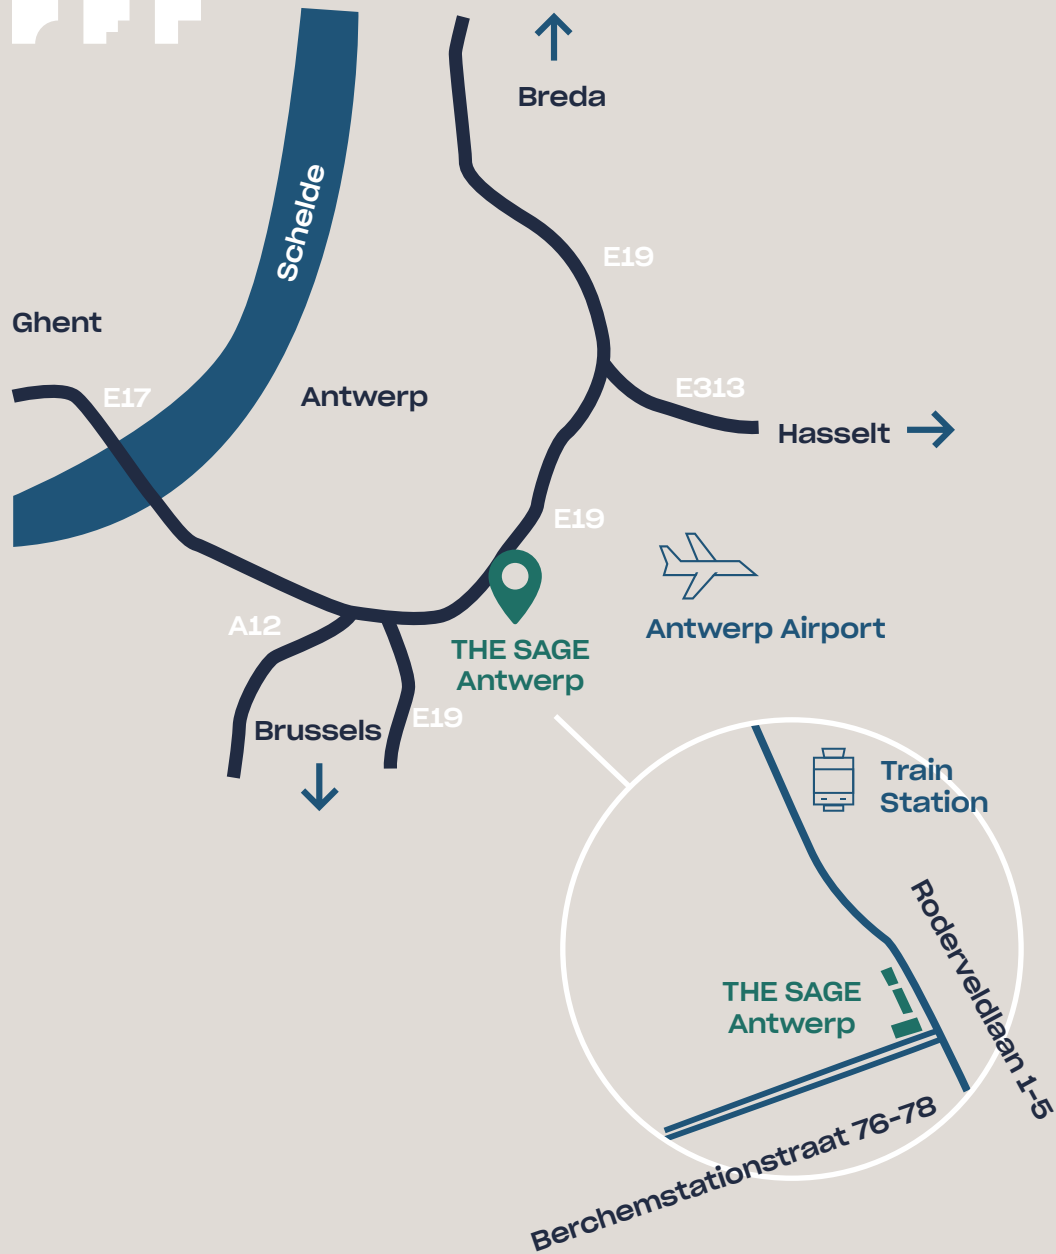 Breda
Schelde
E19
Ghent
E17
Antwerp
E313
Hasselt
E19
A12
THE SAGE
Antwerp
Antwerp Airport
E19
Brussels
Train
Station
Roderveldlaan 1-5
THE SAGE
Antwerp
Berchemstationstraat 76-78